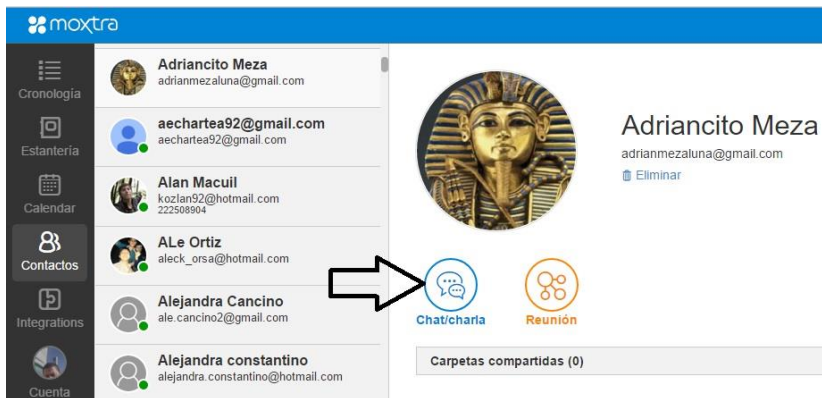 moxtra
Cronología
Estantería
Calendar
Contactos
Integrations
Cuenta
Adriancito Meza
adrianmezaluna@gmail.com
aechartea92@gmail.com
aechartea92@gmail.com
Alan Macuil
kozlan92@hotmail.com
222508904
ALe Ortiz
aleck_orsa@hotmail.com
Alejandra Cancino
ale.cancino2@gmail.com
Alejandra constantino
alejandra.constantino@hotmail.com
Adriancito Meza
adrianmezaluna@gmail.com
Eliminar
Chat/charla
Reunión
Carpetas compartidas (0)